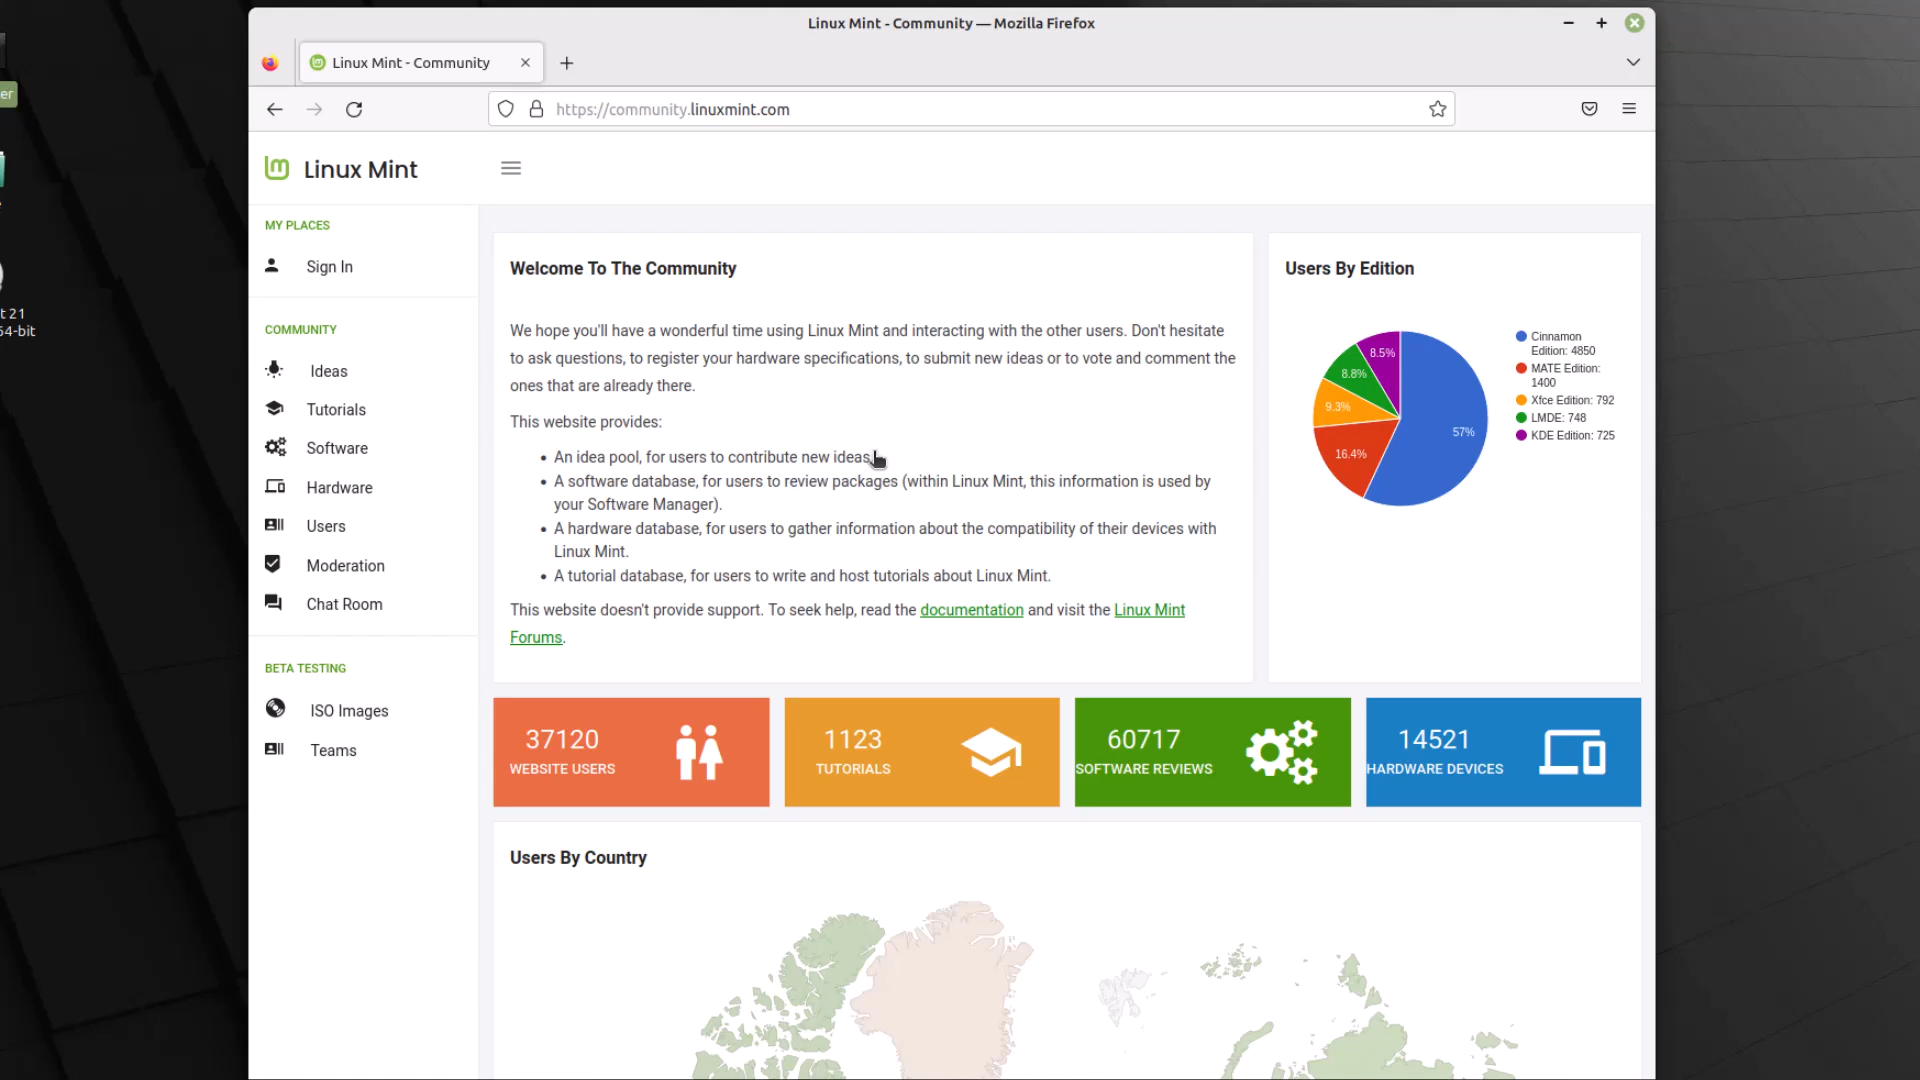 Linux Mint - Community — Mozilla Firefox
Linux Mint - Community
https://community.linuxmint.com
er
t 21
64-bit
Linux Mint
MY PLACES
Sign In
COMMUNITY
Ideas
Tutorials
Software
Hardware
Users
Moderation
Chat Room
BETA TESTING
ISO Images
Teams
Welcome To The Community
We hope you'll have a wonderful time using Linux Mint and interacting with the other users. Don't hesitate
to ask questions, to register your hardware specifications, to submit new ideas or to vote and comment the
ones that are already there.
This website provides:
• An idea pool, for users to contribute new ideas
• A software database, for users to review packages (within Linux Mint, this information is used by
your Software Manager).
• A hardware database, for users to gather information about the compatibility of their devices with
Linux Mint.
• A tutorial database, for users to write and host tutorials about Linux Mint.
This website doesn't provide support. To seek help, read the documentation and visit the Linux Mint
Forums.
Users By Edition
8.5%
8.8%
9.3%
16.4%
57%
Cinnamon
Edition: 4850
MATE Edition:
1400
Xfce Edition: 792
LMDE: 748
KDE Edition: 725
37120
WEBSITE USERS
1123
TUTORIALS
60717
SOFTWARE REVIEWS
14521
HARDWARE DEVICES
Users By Country